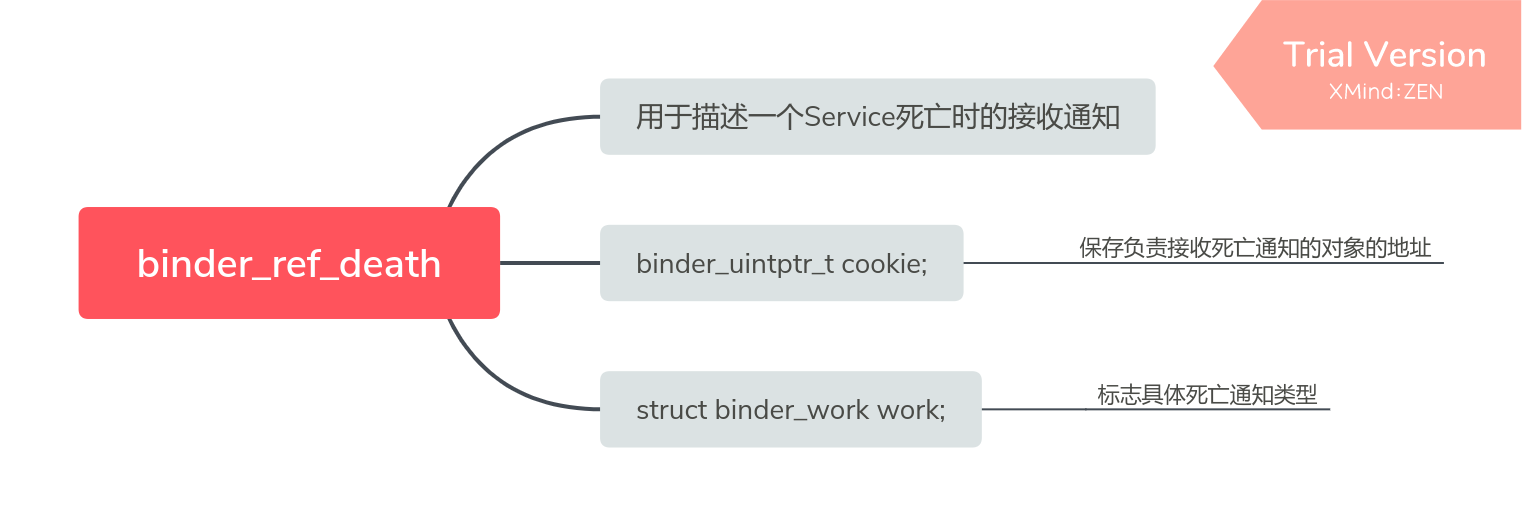 Trial Version
XMind:ZEN
用于描述一个Service死亡时的接收通知
binder_ref_death
binder_uintptr_t cookie;
保存负责接收死亡通知的对象的地址
struct binder_work work;
标志具体死亡通知类型